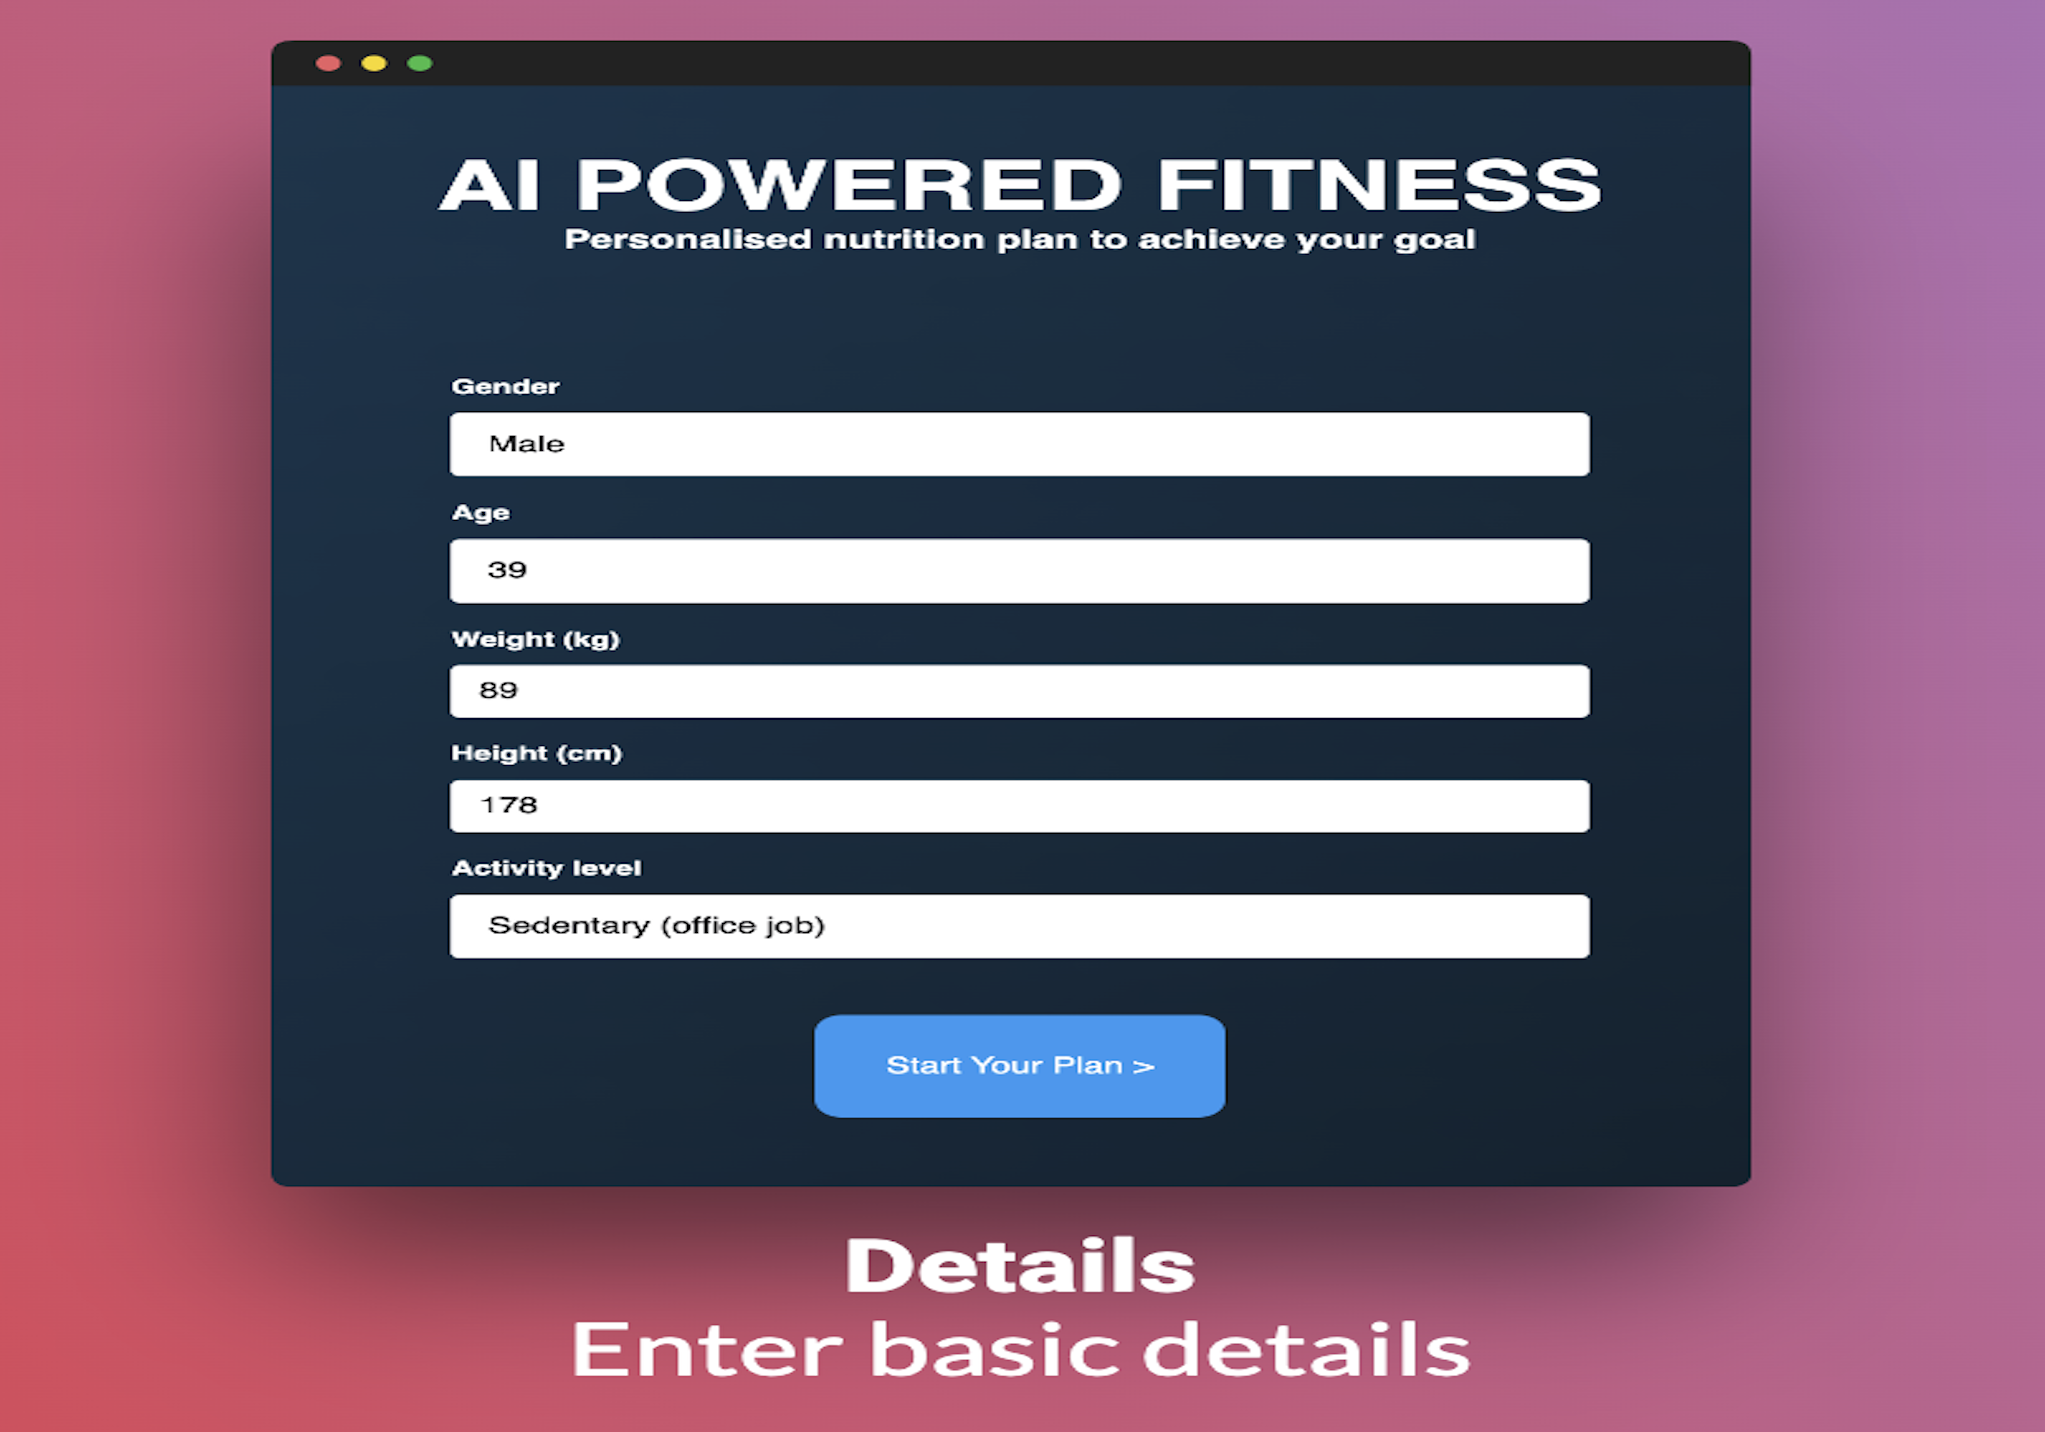 AI POWERED FITNESS
Personalised nutrition plan to achieve your goal
Gender
Male
Age
39
Weight (kg)
89
Height (cm)
178
Activity level
Sedentary (office job)
Start Your Plan >
Details
Enter basic details